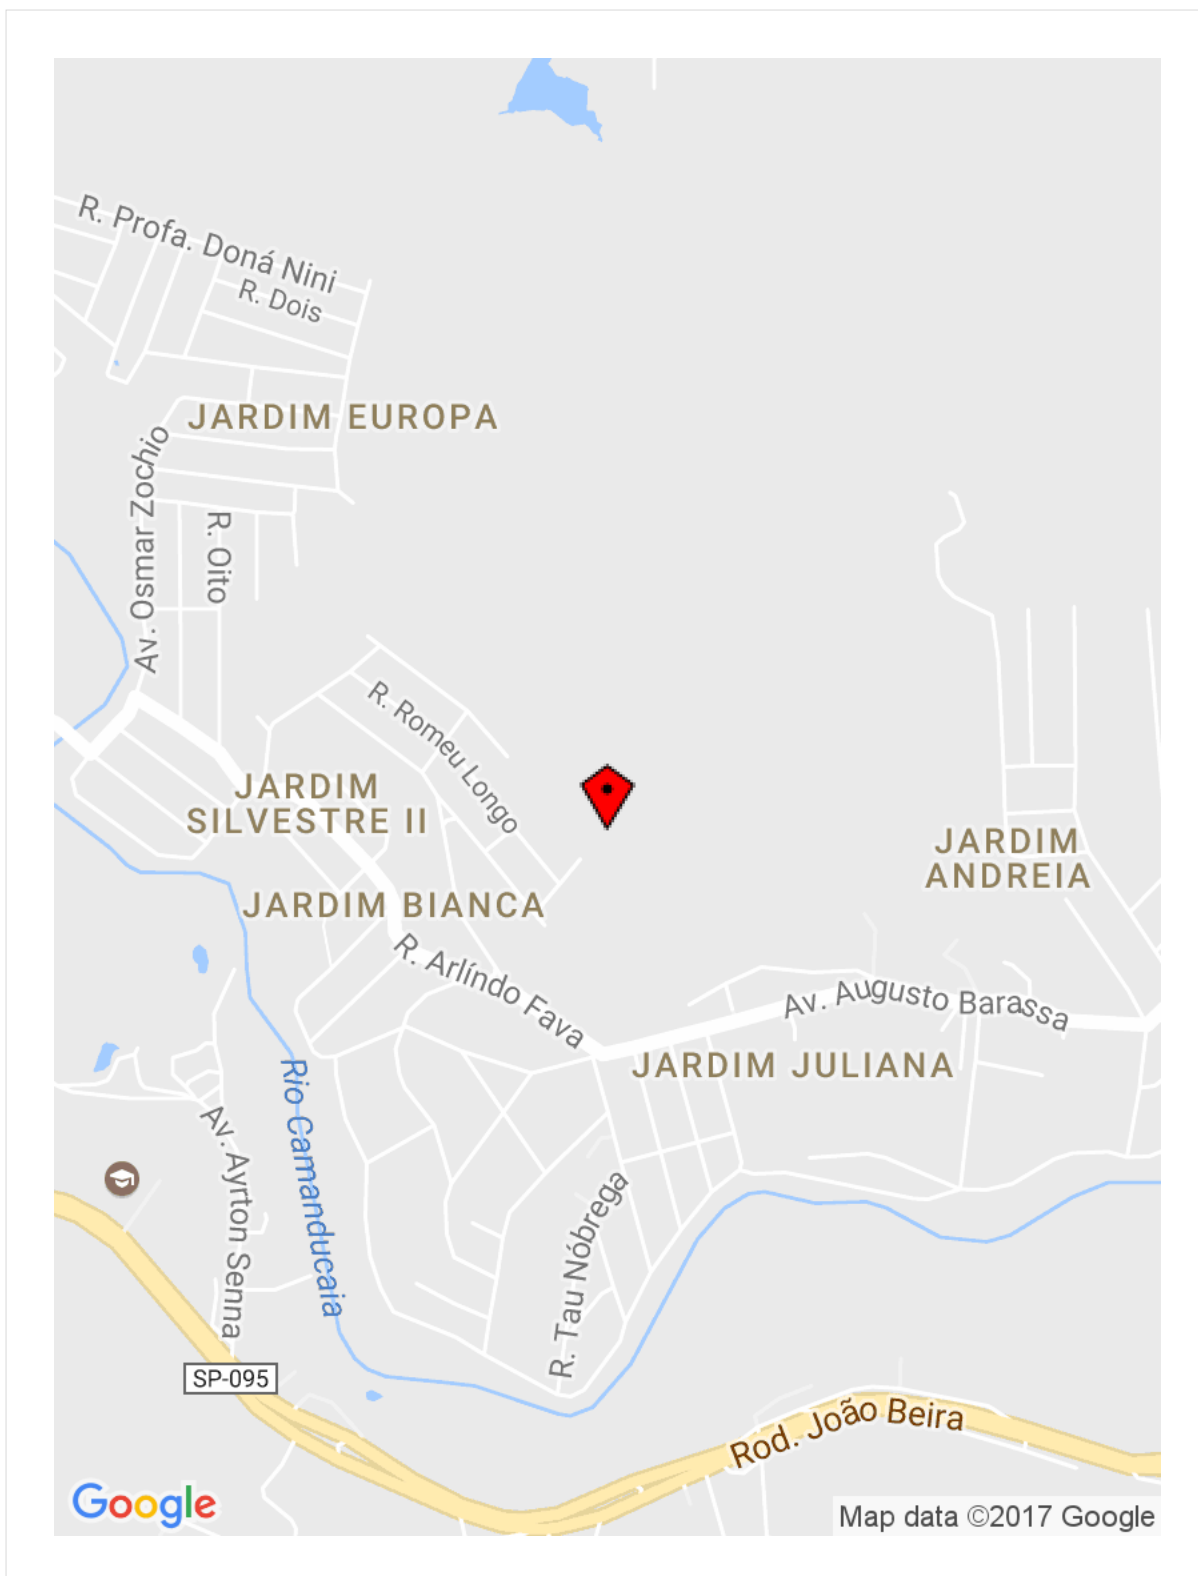 R. Profa. Doná Nini
R. Dois
JARDIM EUROPA
Av. Osmar Zochio
R. Oito
R. Romeu Longo
JARDIM
SILVESTRE II
JARDIM
ANDREIA
JARDIM BIANCA
R. Arlíndo Fava
Av. Augusto Barassa
JARDIM JULIANA
Rio Camanducaia
Av. Ayrton Senna
R. Tau Nóbrega
SP-095
Rod. João Beira
Google
Map data ©2017 Google